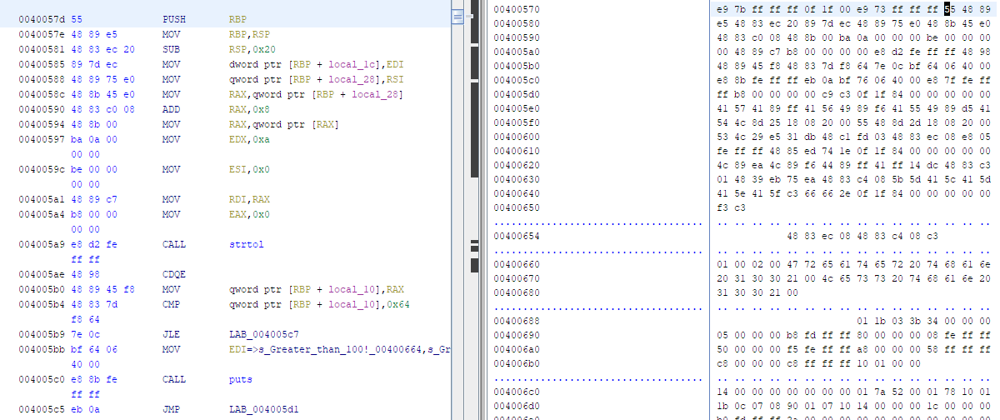 0040057d 55 PUSH RBP
0040057e 48 89 e5 MOV RBP,RSP
00400581 48 83 ec 20 SUB RSP,0x20
00400585 89 7d ec MOV dword ptr [RBP + local_1c],EDI
00400588 48 89 75 e0 MOV qword ptr [RBP + local_28],RSI
0040058c 48 8b 45 e0 MOV RAX,qword ptr [RBP + local_28]
00400590 48 83 c0 08 ADD RAX,0x8
00400594 48 8b 00 MOV RAX,qword ptr [RAX]
00400597 ba 0a 00 MOV EDX,0xa
00 00
0040059c be 00 00 MOV ESI,0x0
00 00
004005a1 48 89 c7 MOV RDI,RAX
004005a4 b8 00 00 MOV EAX,0x0
00 00
004005a9 e8 d2 fe CALL strtol
ff ff
004005ae 48 98 CDQE
004005b0 48 89 45 f8 MOV qword ptr [RBP + local_10],RAX
004005b4 48 83 7d CMP qword ptr [RBP + local_10],0x64
f8 64
004005b9 7e 0c JLE LAB_004005c7
004005bb bf 64 06 MOV EDI=>s_Greater_than_100!_00400664,s_Gr
40 00
004005c0 e8 8b fe CALL puts
ff ff
004005c5 eb 0a JMP LAB_004005d1
00400570 e9 7b ff ff ff 0f 1f 00 e9 73 ff ff ff 55 48 89
00400580 e5 48 83 ec 20 89 7d ec 48 89 75 e0 48 8b 45 e0
00400590 48 83 c0 08 48 8b 00 ba 0a 00 00 00 be 00 00 00
004005a0 00 48 89 c7 b8 00 00 00 00 e8 d2 fe ff ff 48 98
004005b0 48 89 45 f8 48 83 7d f8 64 7e 0c bf 64 06 40 00
004005c0 e8 8b fe ff ff eb 0a bf 76 06 40 00 e8 7f fe ff
004005d0 ff b8 00 00 00 00 c9 c3 0f 1f 84 00 00 00 00 00
004005e0 41 57 41 89 ff 41 56 49 89 f6 41 55 49 89 d5 41
004005f0 54 4c 8d 25 18 08 20 00 55 48 8d 2d 18 08 20 00
00400600 53 4c 29 e5 31 db 48 c1 fd 03 48 83 ec 08 e8 05
00400610 fe ff ff 48 85 ed 74 1e 0f 1f 84 00 00 00 00 00
00400620 4c 89 ea 4c 89 f6 44 89 ff 41 ff 14 dc 48 83 c3
00400630 01 48 39 eb 75 ea 48 83 c4 08 5b 5d 41 5c 41 5d
00400640 41 5e 41 5f c3 66 66 2e 0f 1f 84 00 00 00 00 00
00400650 f3 c3
00400654 48 83 ec 08 48 83 c4 08 c3
00400660 01 00 02 00 47 72 65 61 74 65 72 20 74 68 61 6e
00400670 20 31 30 30 21 00 4c 65 73 73 20 74 68 61 6e 20
00400680 31 30 30 21 00
00400688 01 1b 03 3b 34 00 00 00
00400690 05 00 00 00 b8 fd ff ff 80 00 00 00 08 fe ff ff
004006a0 50 00 00 00 f5 fe ff ff a8 00 00 00 58 ff ff ff
004006b0 c8 00 00 00 c8 ff ff ff 10 01 00 00
004006c0 14 00 00 00 00 00 00 00 01 7a 52 00 01 78 10 01
004006d0 1b 0c 07 08 90 01 07 10 14 00 00 00 1c 00 00 00